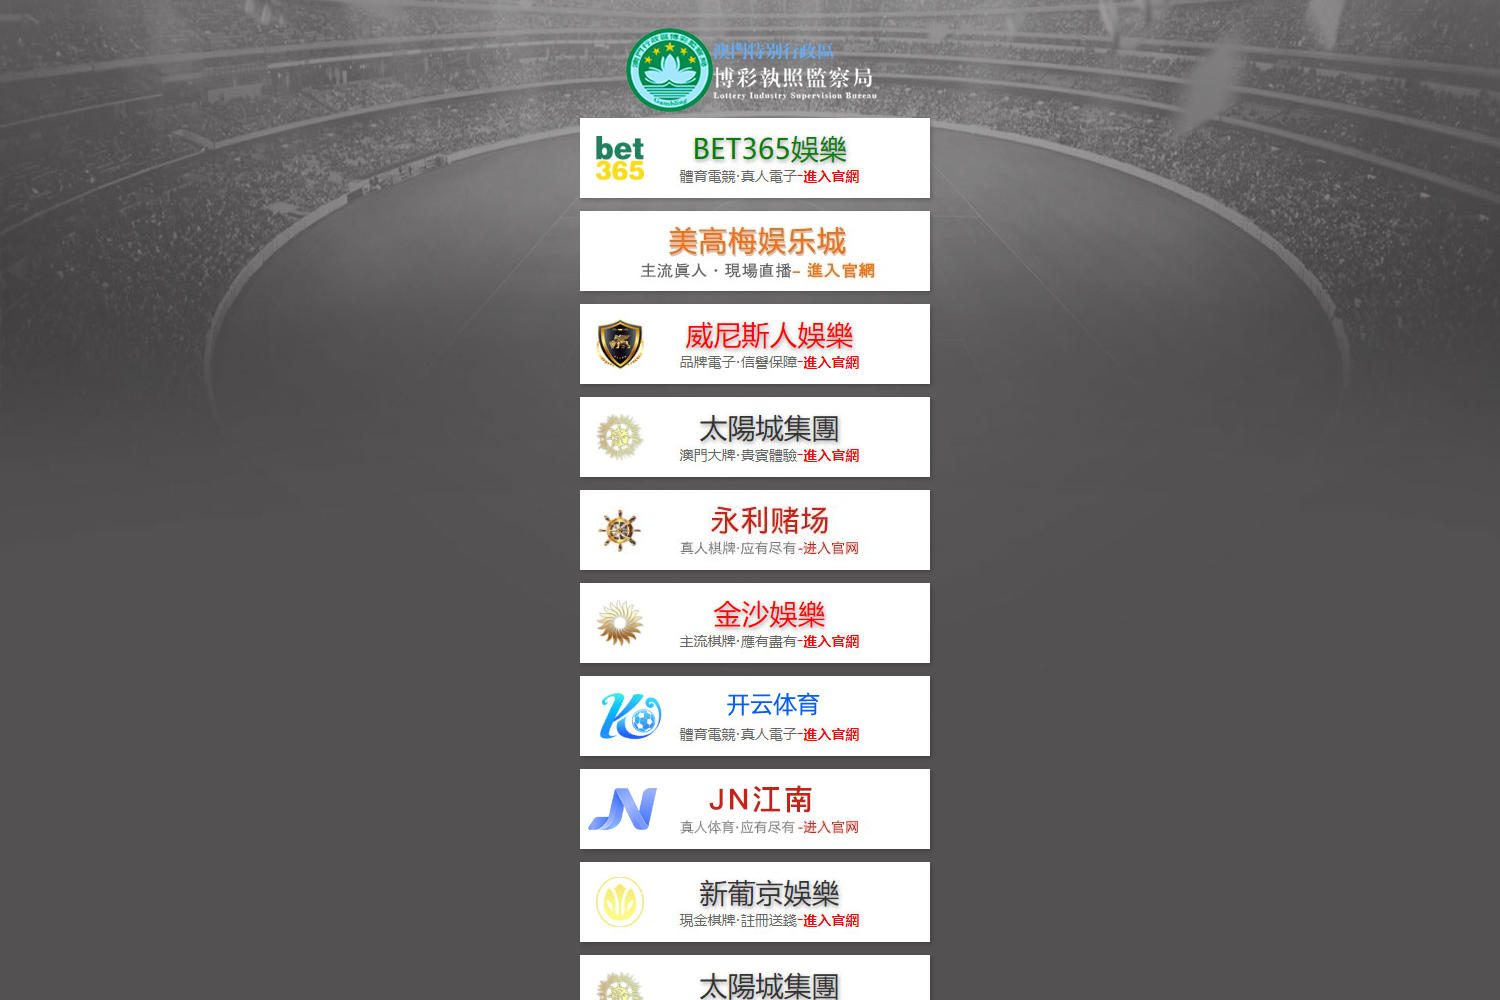 澳門特别行政區
博彩執照監察局
Lottery Industry Supervision Bureau
bet
365
BET365娛樂
體育電競·真人電子-進入官網
美高梅娱乐城
主流眞人·現場直播– 進入官網
威尼斯人娛樂
品牌電子·信譽保障-進入官網
太陽城集團
澳門大牌·貴賓體驗-進入官網
永利赌场
真人棋牌·应有尽有-进入官网
金沙娛樂
主流棋牌·應有盡有-進入官網
开云体育
體育電競·真人電子-進入官網
JN江南
真人体育·应有尽有-进入官网
新葡京娛樂
現金棋牌·註冊送錢-進入官網
太陽城集團